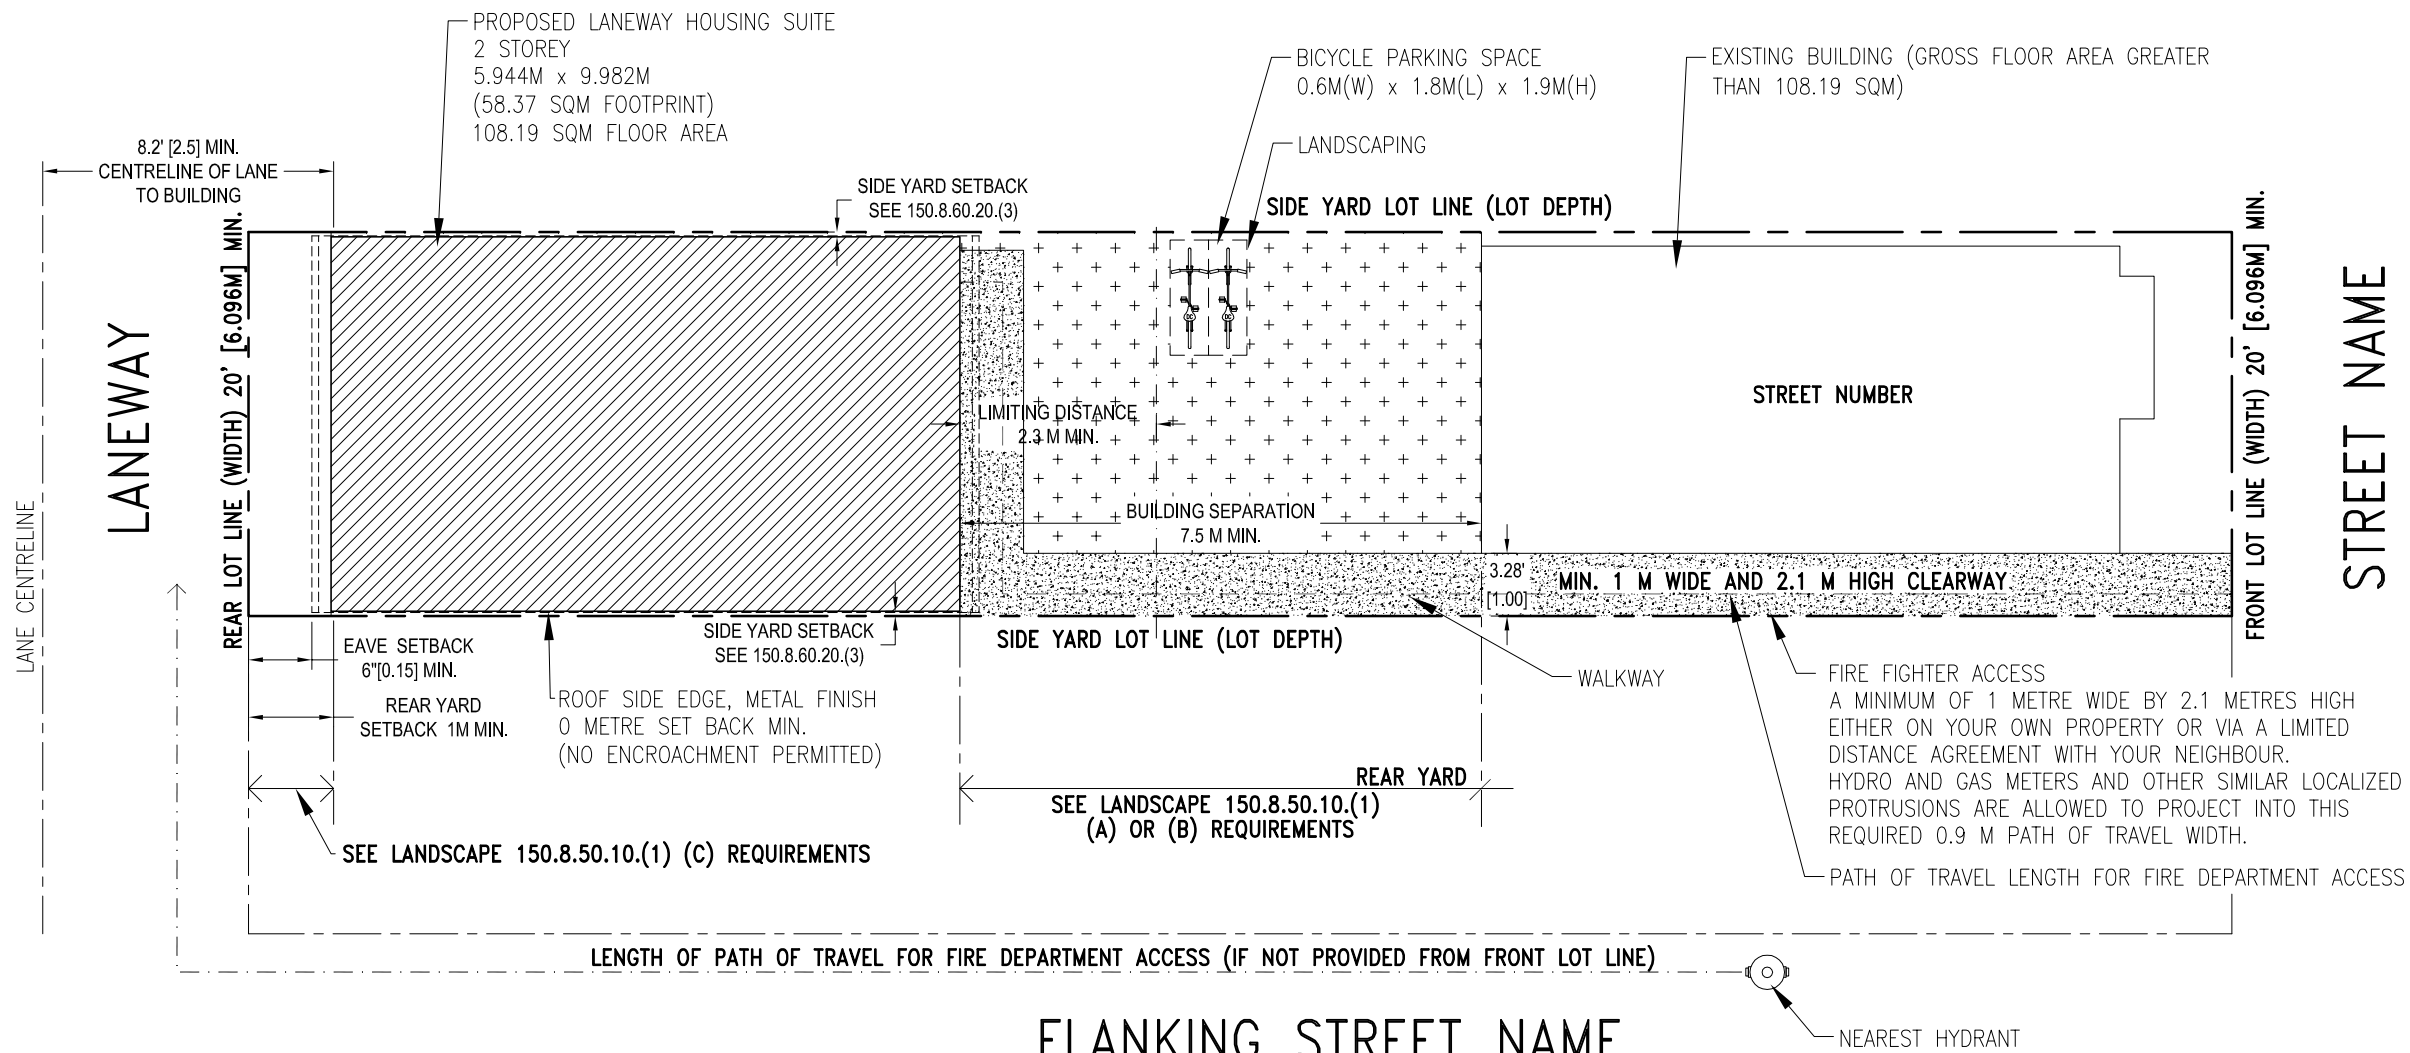 PROPOSED LANEWAY HOUSING SUITE
2 STOREY
5.944M x 9.982M
(58.37 SQM FOOTPRINT)
108.19 SQM FLOOR AREA
BICYCLE PARKING SPACE
0.6M(W) x 1.8M(L) x 1.9M(H)
EXISTING BUILDING (GROSS FLOOR AREA GREATER
THAN 108.19 SQM)
LANDSCAPING
8.2' [2.5] MIN.
CENTRELINE OF LANE
TO BUILDING
SIDE YARD SETBACK
SEE 150.8.60.20.(3)
SIDE YARD LOT LINE (LOT DEPTH)
LANE CENTRELINE
LANEWAY
REAR LOT LINE (WIDTH) 20' [6.096M] MIN.
DC
DC
LIMITING DISTANCE
2.3 M MIN.
BUILDING SEPARATION
7.5 M MIN.
STREET NUMBER
3.28'
[1.00]
MIN. 1 M WIDE AND 2.1 M HIGH CLEARWAY
FRONT LOT LINE (WIDTH) 20' [6.096M] MIN.
STREET NAME
EAVE SETBACK
6"[0.15] MIN.
REAR YARD
SETBACK 1M MIN.
ROOF SIDE EDGE, METAL FINISH
0 METRE SET BACK MIN.
(NO ENCROACHMENT PERMITTED)
SIDE YARD SETBACK
SEE 150.8.60.20.(3)
SIDE YARD LOT LINE (LOT DEPTH)
WALKWAY
FIRE FIGHTER ACCESS
A MINIMUM OF 1 METRE WIDE BY 2.1 METRES HIGH
EITHER ON YOUR OWN PROPERTY OR VIA A LIMITED
DISTANCE AGREEMENT WITH YOUR NEIGHBOUR.
HYDRO AND GAS METERS AND OTHER SIMILAR LOCALIZED
PROTRUSIONS ARE ALLOWED TO PROJECT INTO THIS
REQUIRED 0.9 M PATH OF TRAVEL WIDTH.
REAR YARD
SEE LANDSCAPE 150.8.50.10.(1)
(A) OR (B) REQUIREMENTS
SEE LANDSCAPE 150.8.50.10.(1) (C) REQUIREMENTS
PATH OF TRAVEL LENGTH FOR FIRE DEPARTMENT ACCESS
LENGTH OF PATH OF TRAVEL FOR FIRE DEPARTMENT ACCESS (IF NOT PROVIDED FROM FRONT LOT LINE)
FLANKING STREET NAME
NEAREST HYDRANT